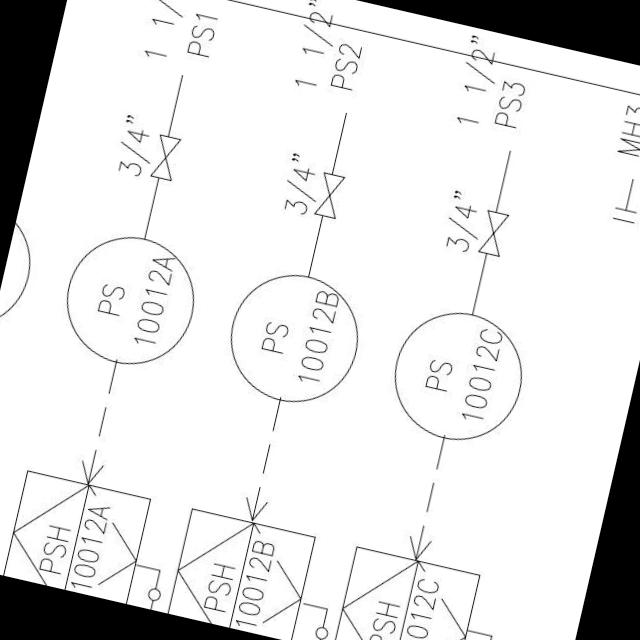 1 1/2"
PS1
3/4"
PS
10012A
PSH
10012A
1 1/2"
PS2
3/4"
PS
10012B
PSH
10012B
1 1/2"
PS3
3/4"
PS
10012C
PSH
012C
MH3